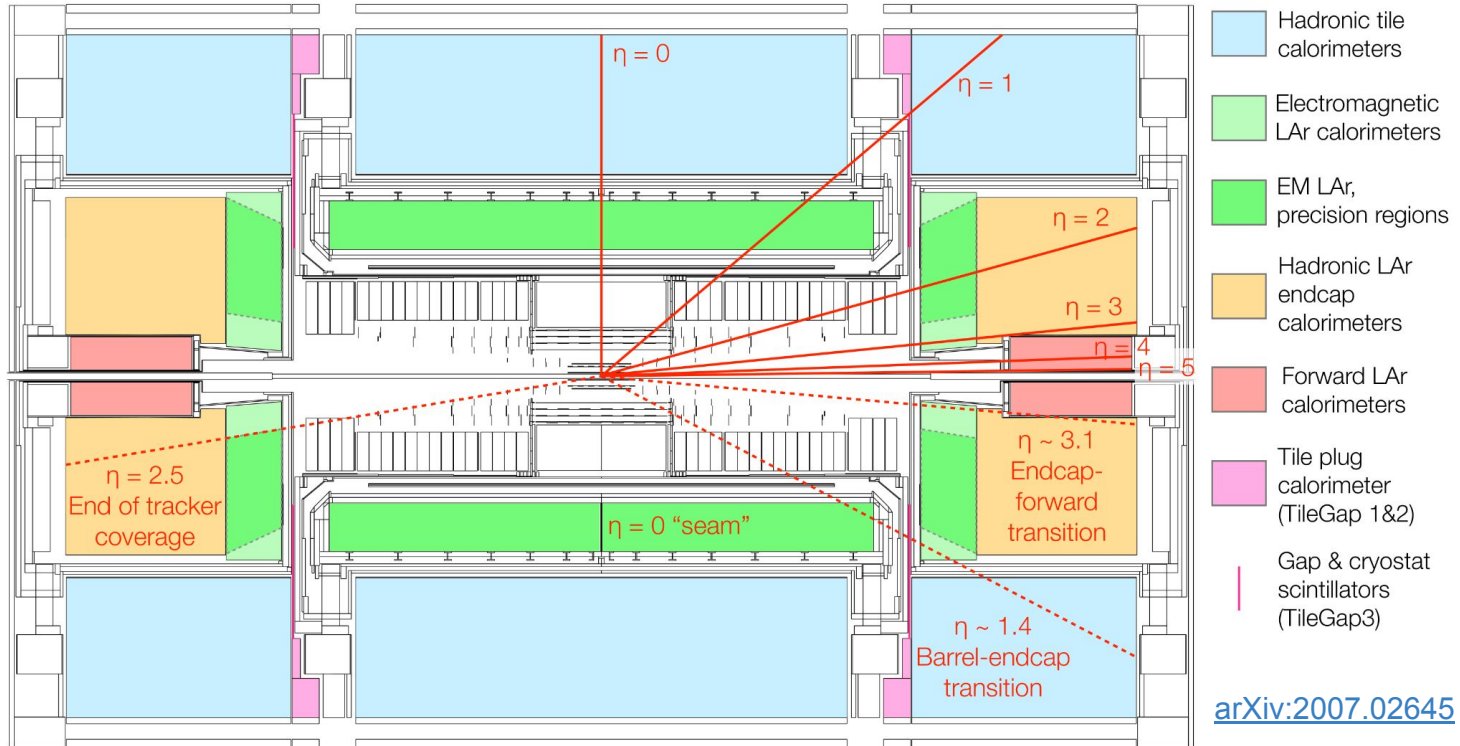 η = 0
η = 1
η = 2
η = 3
η = 4
η = 5
η = 2.5
End of tracker
coverage
η = 0 “seam”
η ~ 3.1
Endcap-
forward
transition
η ~ 1.4
Barrel-endcap
transition
Hadronic tile
calorimeters
Electromagnetic
LAr calorimeters
EM LAr,
precision regions
Hadronic LAr
endcap
calorimeters
Forward LAr
calorimeters
Tile plug
calorimeter
(TileGap 1&2)
Gap & cryostat
scintillators
(TileGap3)
arXiv:2007.02645